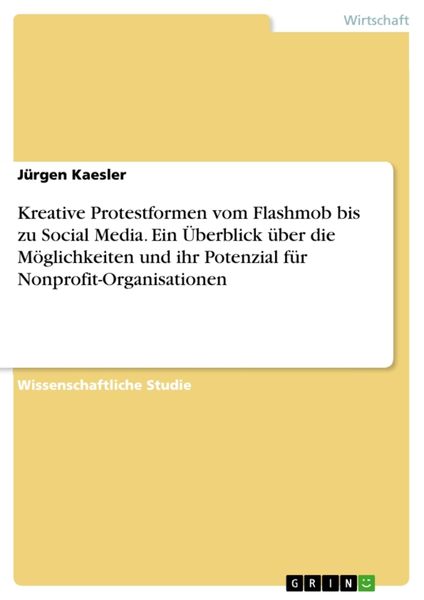 Wirtschaft
Jürgen Kaesler
Kreative Protestformen vom Flashmob bis
zu Social Media. Ein Überblick über die
Möglichkeiten und ihr Potenzial für
Nonprofit-Organisationen
Wissenschaftliche Studie
GRIN